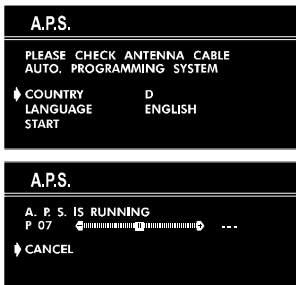 A.P.S.
PLEASE CHECK ANTENNA CABLE
AUTO. PROGRAMMING SYSTEM
COUNTRY D
LANGUAGE ENGLISH
START
A.P.S.
A. P. S. IS RUNNING
P 07 ---
CANCEL